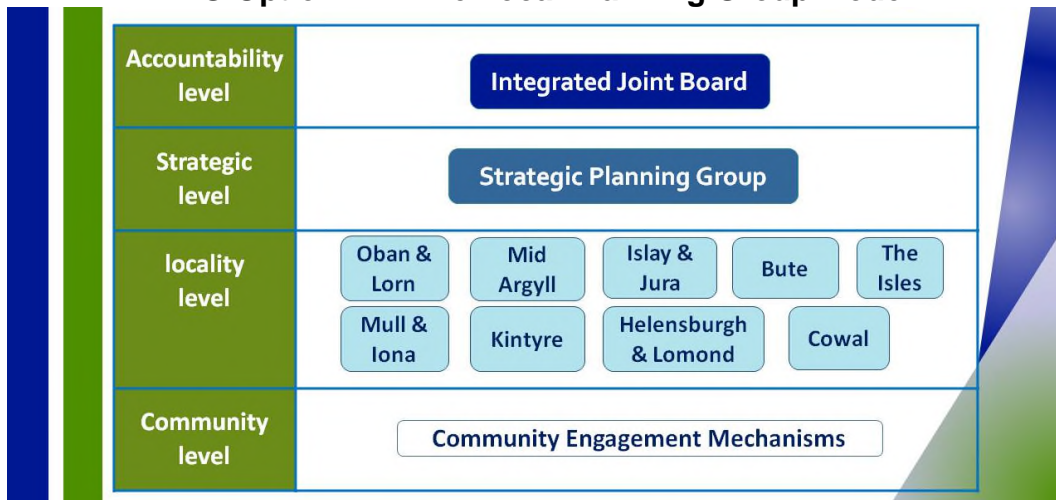 Accountability
level
Integrated Joint Board
Strategic
level
Strategic Planning Group
locality
level
Oban &
Lorn
Mid
Argyll
Islay &
Jura
Bute
The
Isles
Mull &
Iona
Kintyre
Helensburgh
& Lomond
Cowal
Community
level
Community Engagement Mechanisms